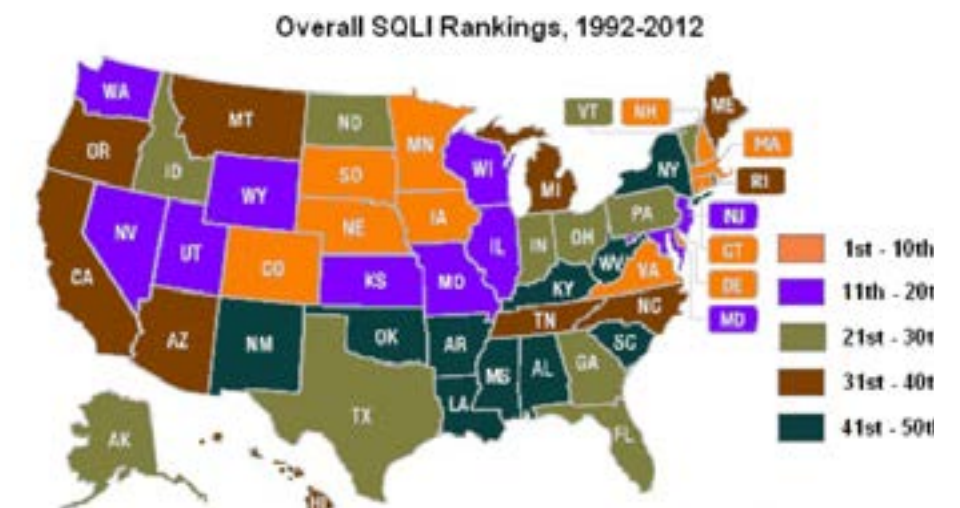 Overall SQLI Rankings, 1992-2012
WA
MT
ND
MN
VT
NH
ME
OR
ID
SD
WI
NY
MA
WY
MI
RI
NV
UT
NE
IA
PA
NJ
CA
CO
IL
IN
OH
CT
KS
MO
WV
VA
DE
KY
MD
AZ
NM
OK
TN
NC
AR
SC
MS
AL
GA
TX
LA
AK
FL
HI
1st - 10th
11th - 20t
21st - 30t
31st - 40t
41st - 50t